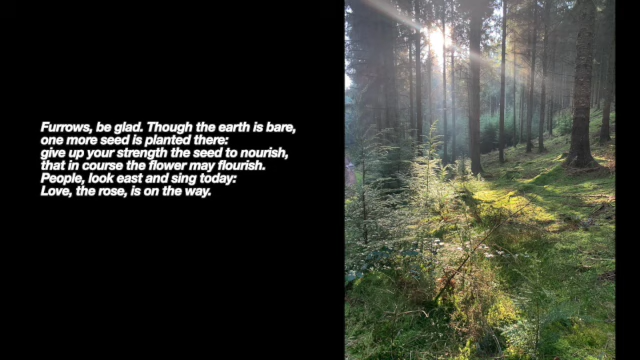 Furrows, be glad. Though the earth is bare,
one more seed is planted there:
give up your strength the seed to nourish,
that in course the flower may flourish.
People, look east and sing today:
Love, the rose, is on the way.